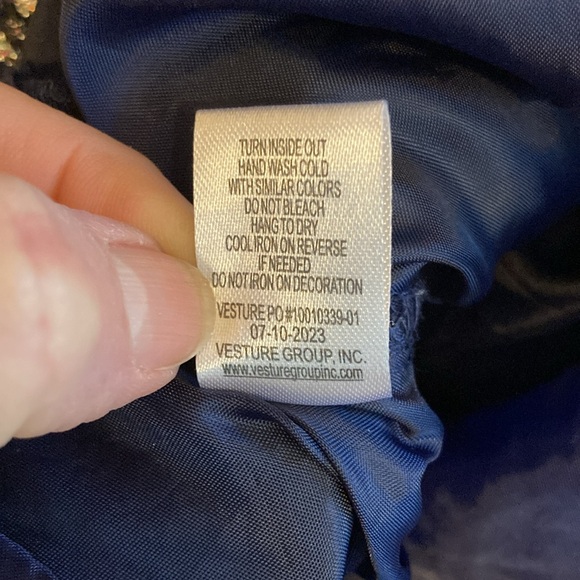 TURN INSIDE OUT
HAND WASH COLD
WITH SIMILAR COLORS
DO NOT BLEACH
HANG TO DRY
COOL IRON ON REVERSE
IF NEEDED
DO NOT IRON ON DECORATION
VESTURE PO#10010339-01
07-10-2023
VESTURE GROUP, INC.
www.vesturegroupinc.com